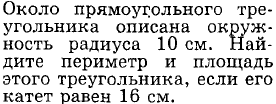 Около прямоугольного тре-
угольника описана окруж-
ность радиуса 10 см. Най-
дите периметр и площадь
этого треугольника, если его
катет равен 16 см.